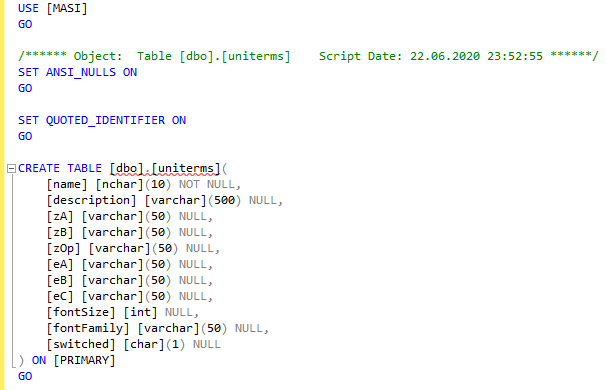 USE [MASI]
GO
/****** Object:  Table [dbo].[uniterms]    Script Date: 22.06.2020 23:52:55 ******/
SET ANSI_NULLS ON
GO
SET QUOTED_IDENTIFIER ON
GO
CREATE TABLE [dbo].[uniterms](
    [name] [nchar](10) NOT NULL,
    [description] [varchar](500) NULL,
    [zA] [varchar](50) NULL,
    [zB] [varchar](50) NULL,
    [zOp] [varchar](50) NULL,
    [eA] [varchar](50) NULL,
    [eB] [varchar](50) NULL,
    [eC] [varchar](50) NULL,
    [fontSize] [int] NULL,
    [fontFamily] [varchar](50) NULL,
    [switched] [char](1) NULL
) ON [PRIMARY]
GO